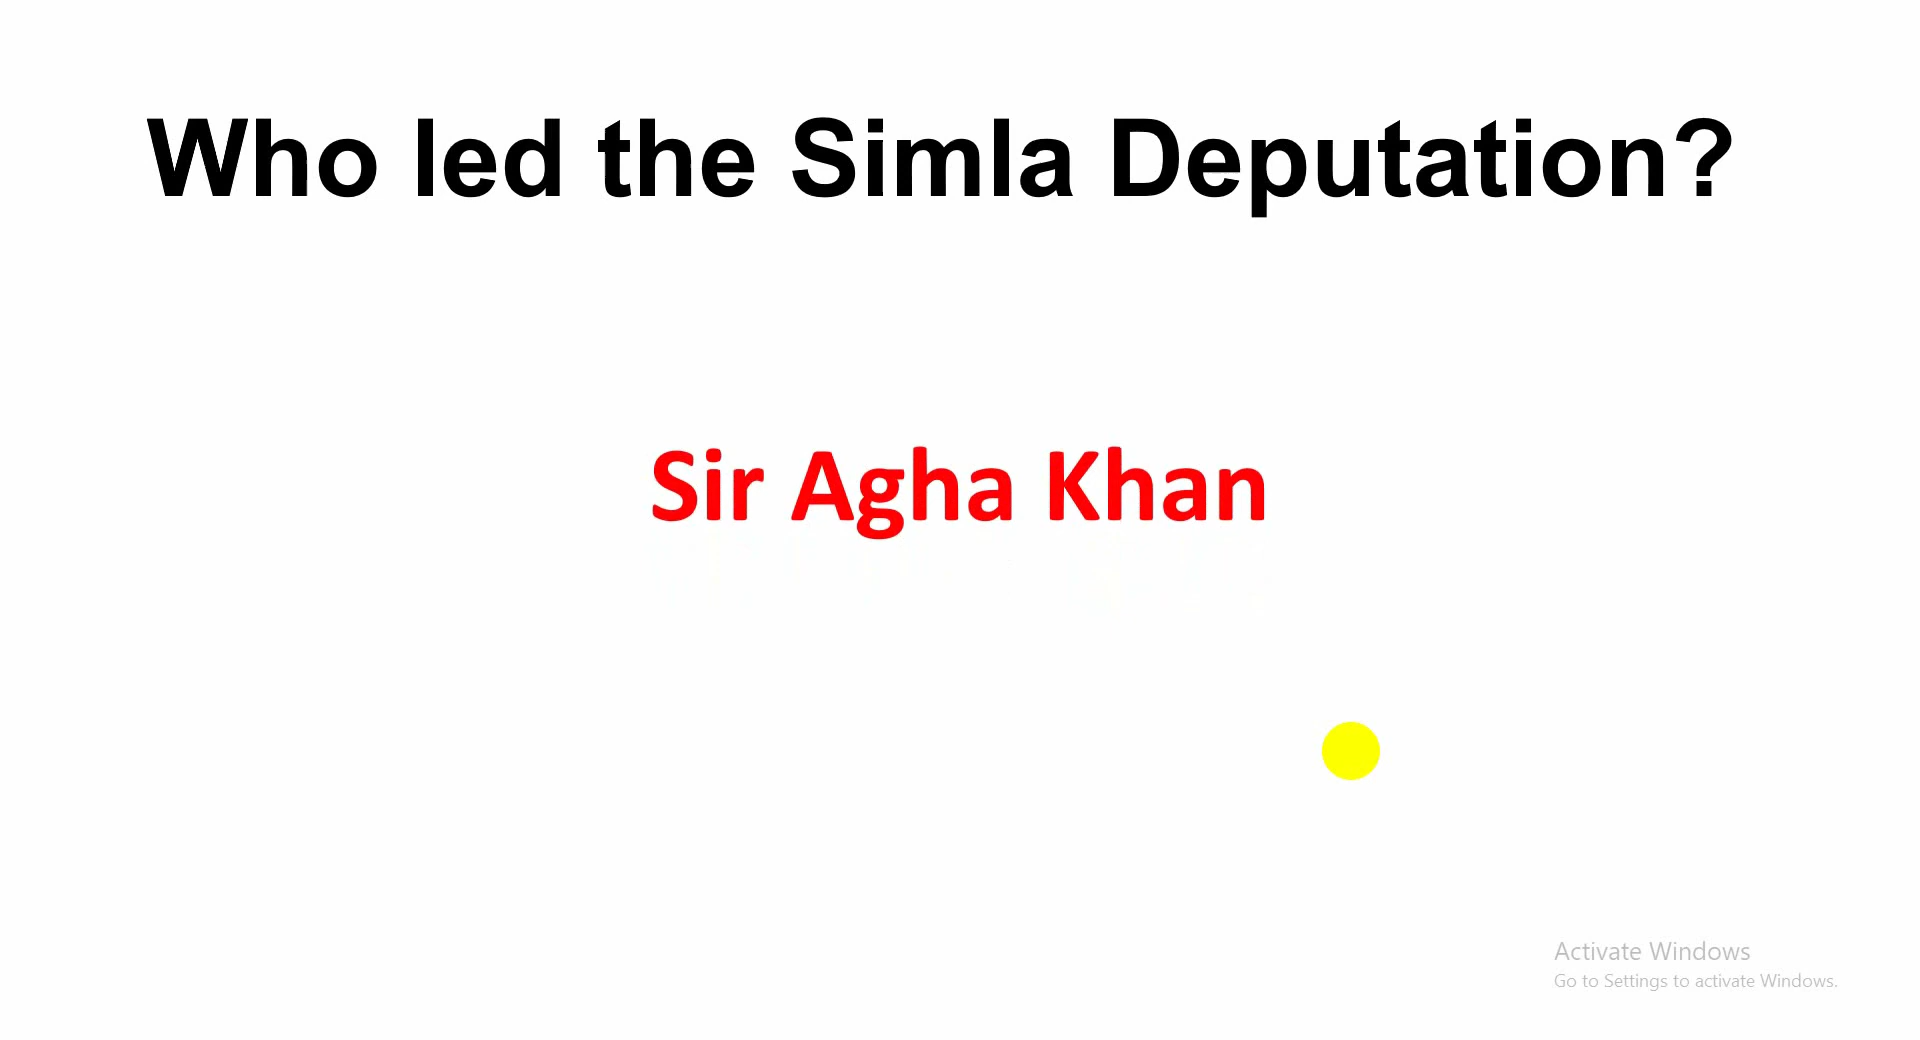 Who led the Simla Deputation?
Sir Agha Khan
Activate Windows
Go to Settings to activate Windows.